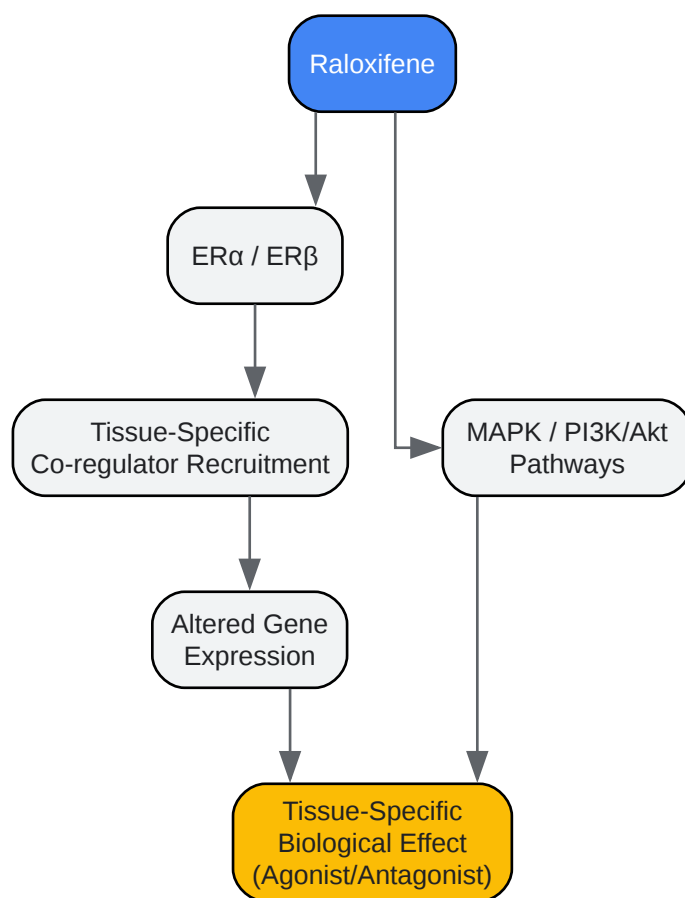 Raloxifene
ERα / ERβ
Tissue-Specific
Co-regulator Recruitment
MAPK / PI3K/Akt
Pathways
Altered Gene
Expression
Tissue-Specific
Biological Effect
(Agonist/Antagonist)